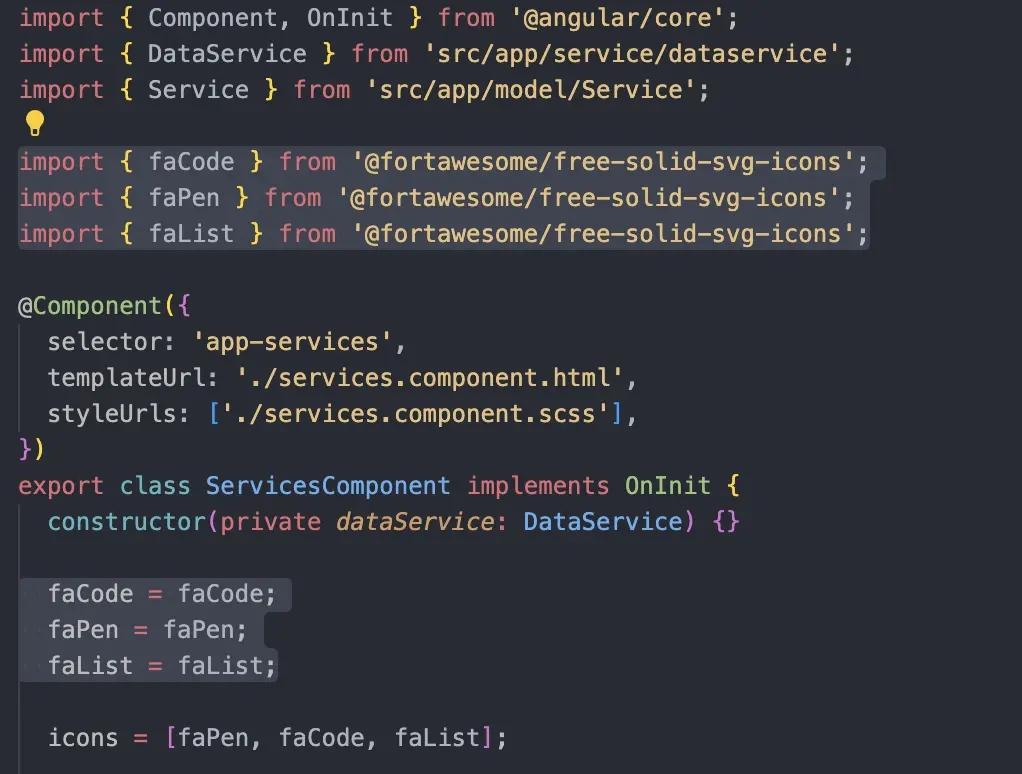 import { Component, OnInit } from '@angular/core';
import { DataService } from 'src/app/service/dataservice';
import { Service } from 'src/app/model/Service';
import { faCode } from '@fortawesome/free-solid-svg-icons';
import { faPen } from '@fortawesome/free-solid-svg-icons';
import { faList } from '@fortawesome/free-solid-svg-icons';
@Component({
  selector: 'app-services',
  templateUrl: './services.component.html',
  styleUrls: ['./services.component.scss'],
})
export class ServicesComponent implements OnInit {
  constructor(private dataService: DataService) {}
  faCode = faCode;
  faPen = faPen;
  faList = faList;
  icons = [faPen, faCode, faList];